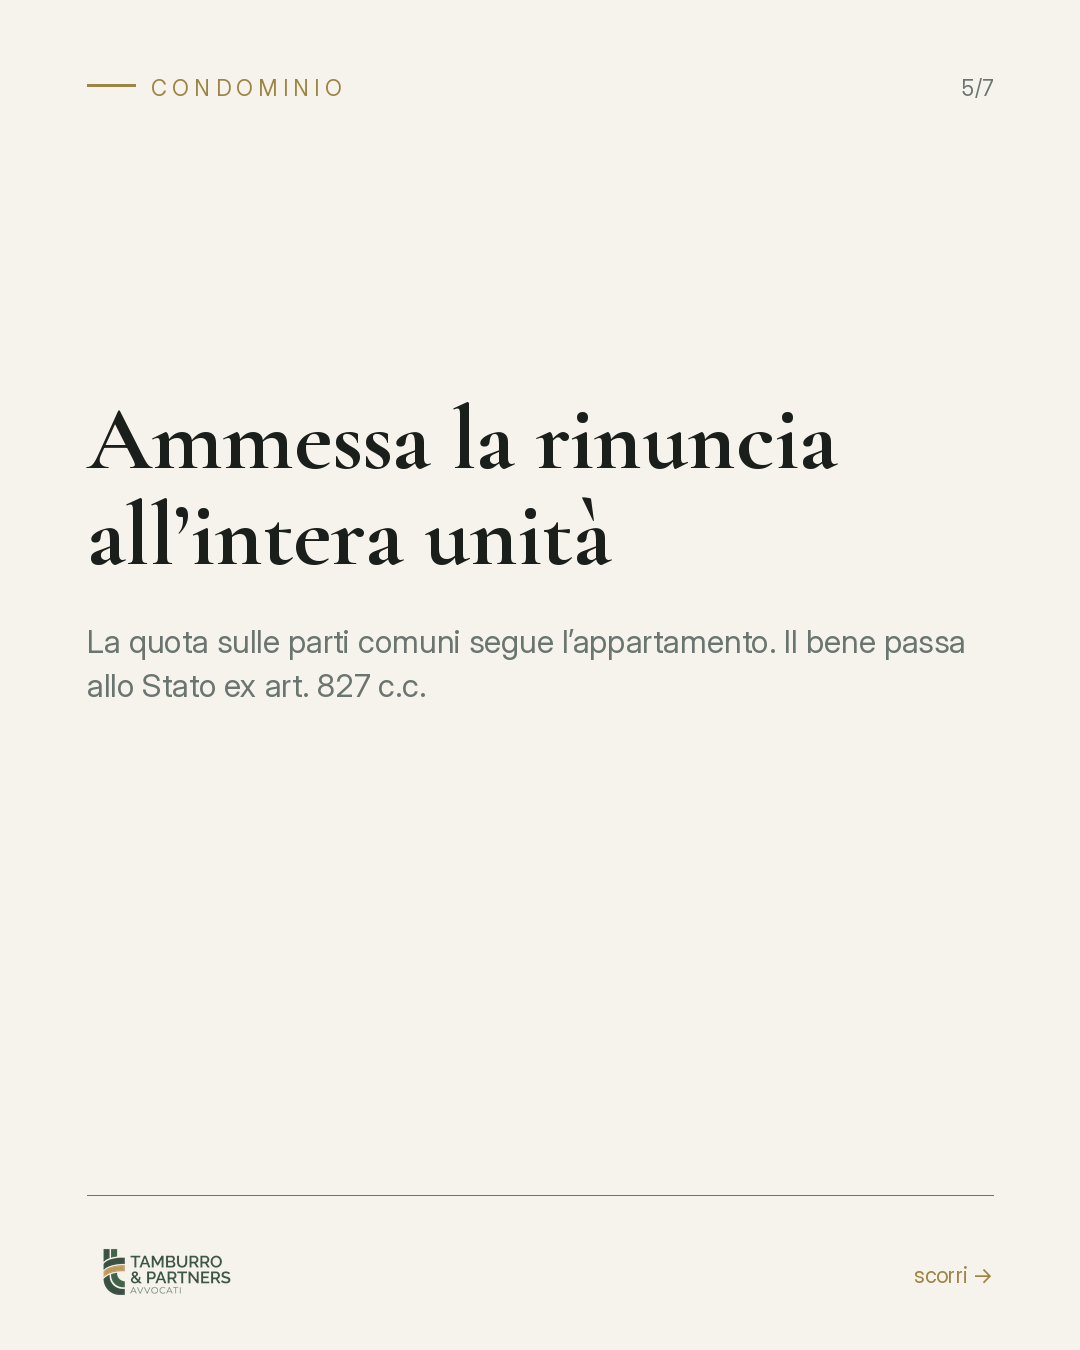 CONDOMINIO
5/7
Ammessa la rinuncia
all’intera unità
La quota sulle parti comuni segue l’appartamento. Il bene passa
allo Stato ex art. 827 c.c.
TAMBURRO
& PARTNERS
AVVOCATI
scorri →